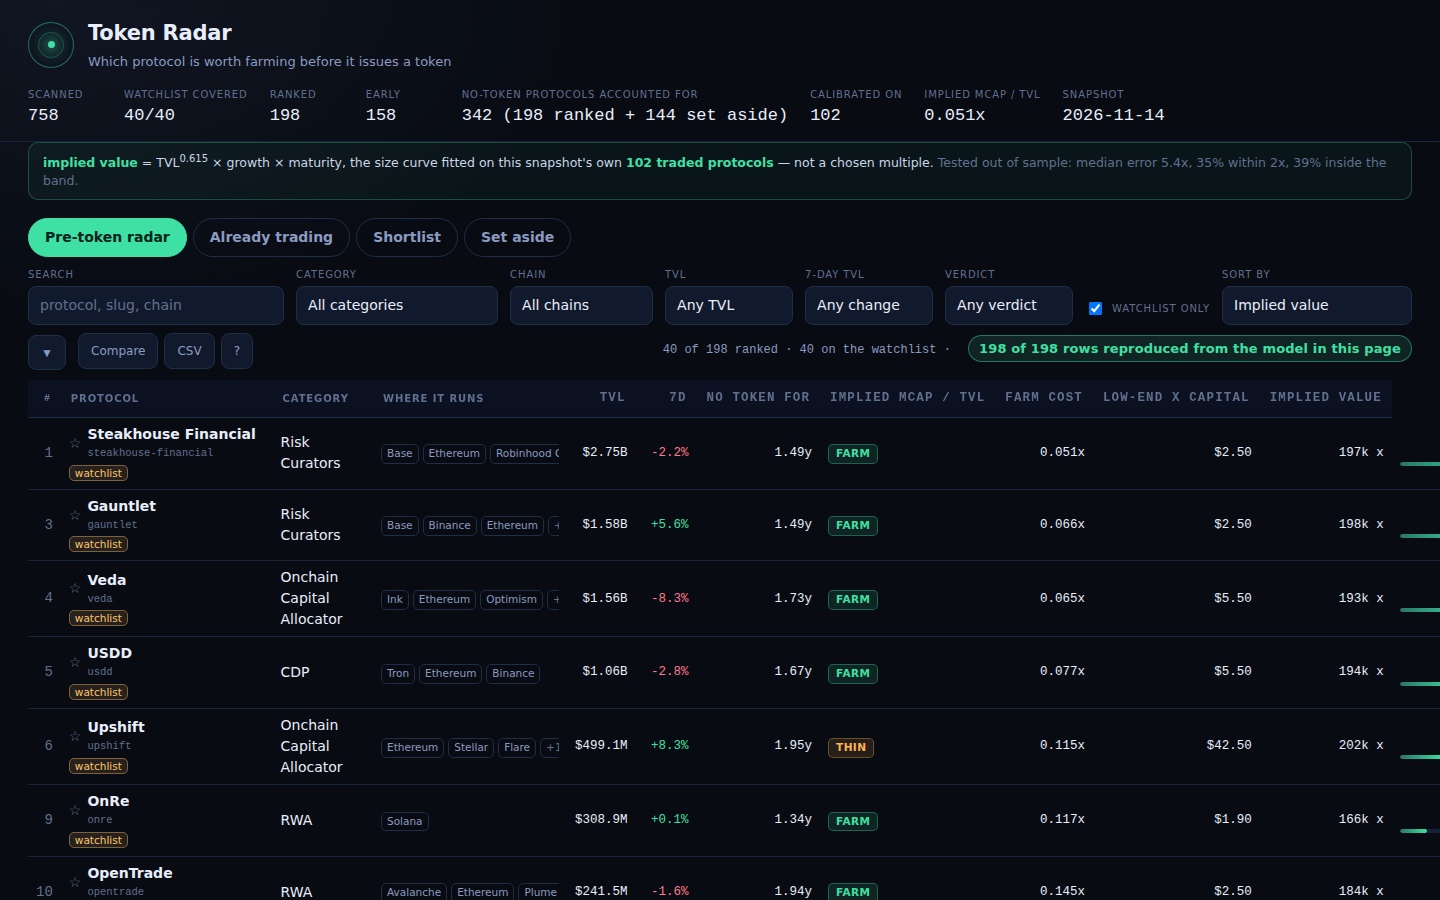 Token Radar
Which protocol is worth farming before it issues a token
SCANNED WATCHLIST COVERED RANKED EARLY NO-TOKEN PROTOCOLS ACCOUNTED FOR CALIBRATED ON IMPLIED MCAP / TVL SNAPSHOT
758 40/40 198 158 342 (198 ranked + 144 set aside) 102 0.051x 2026-11-14
implied value = TVL0.615 × growth × maturity, the size curve fitted on this snapshot's own 102 traded protocols — not a chosen multiple. Tested out of sample: median error 5.4x, 35% within 2x, 39% inside the
band.
Pre-token radar Already trading Shortlist Set aside
SEARCH CATEGORY CHAIN TVL 7-DAY TVL VERDICT SORT BY
protocol, slug, chain All categories All chains Any TVL Any change Any verdict WATCHLIST ONLY Implied value
▼ Compare CSV ? 40 of 198 ranked · 40 on the watchlist · 198 of 198 rows reproduced from the model in this page
# PROTOCOL CATEGORY WHERE IT RUNS TVL 7D NO TOKEN FOR IMPLIED MCAP / TVL FARM COST LOW-END X CAPITAL IMPLIED VALUE
1 ☆ Steakhouse Financial Risk Curators Base Ethereum Robinhood $2.75B -2.2% 1.49y FARM 0.051x $2.50 197k x
steakhouse-financial
watchlist
3 ☆ Gauntlet Risk Curators Base Binance Ethereum + $1.58B +5.6% 1.49y FARM 0.066x $2.50 198k x
gauntlet
watchlist
4 ☆ Veda Onchain Capital Allocator Ink Ethereum Optimism + $1.56B -8.3% 1.73y FARM 0.065x $5.50 193k x
veda
watchlist
5 ☆ USDD CDP Tron Ethereum Binance $1.06B -2.8% 1.67y FARM 0.077x $5.50 194k x
usdd
watchlist
6 ☆ Upshift Onchain Capital Allocator Ethereum Stellar Flare +1 $499.1M +8.3% 1.95y THIN 0.115x $42.50 202k x
upshift
watchlist
9 ☆ OnRe RWA Solana $308.9M +0.1% 1.34y FARM 0.117x $1.90 166k x
onre
watchlist
10 ☆ OpenTrade RWA Avalanche Ethereum Plume $241.5M -1.6% 1.94y FARM 0.145x $2.50 184k x
opentrade